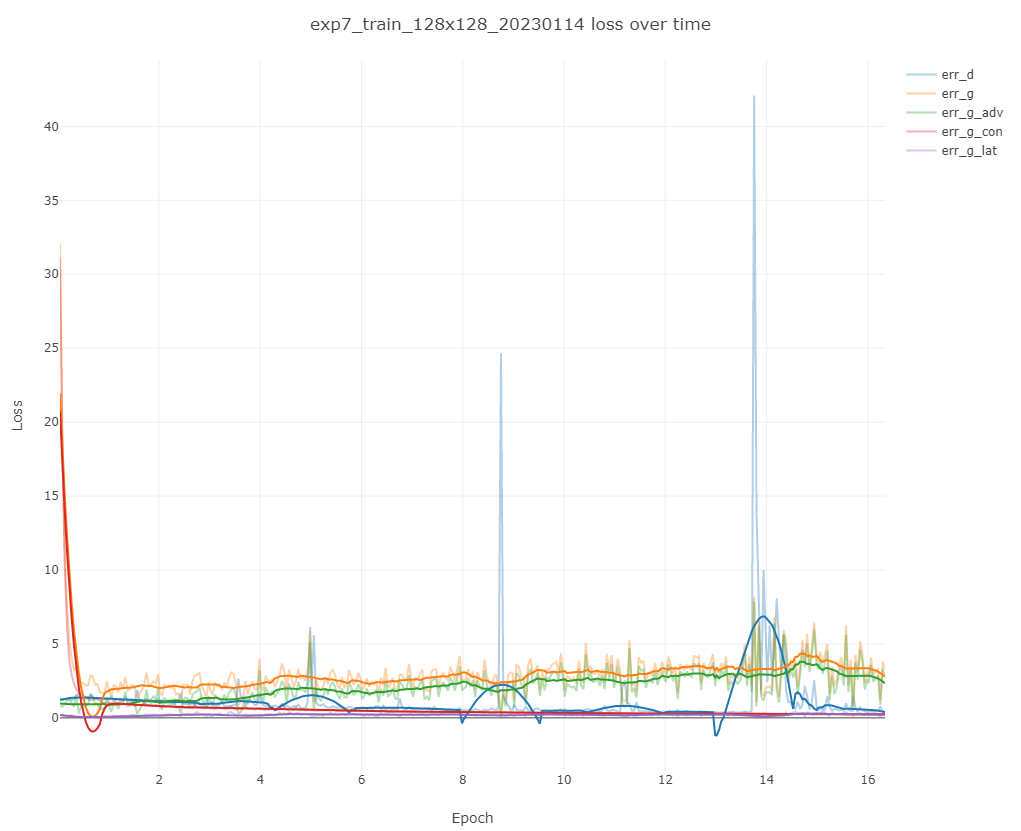 exp7_train_128x128_20230114 loss over time
err_d
err_g
err_g_adv
err_g_con
err_g_lat
40
35
30
25
20
15
10
5
0
Loss
2 4 6 8 10 12 14 16
Epoch